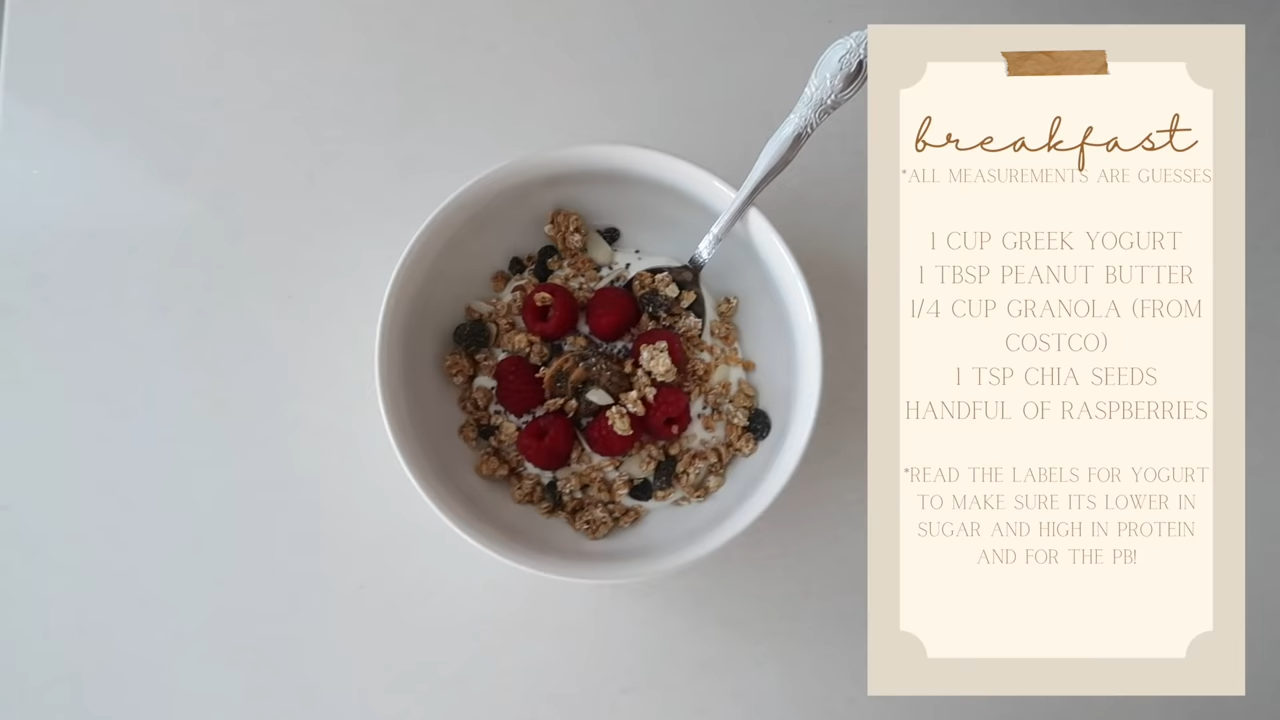 breakfast
*ALL MEASUREMENTS ARE GUESSES
1 CUP GREEK YOGURT
1 TBSP PEANUT BUTTER
1/4 CUP GRANOLA (FROM
COSTCO)
1 TSP CHIA SEEDS
HANDFUL OF RASPBERRIES
*READ THE LABELS FOR YOGURT
TO MAKE SURE ITS LOWER IN
SUGAR AND HIGH IN PROTEIN
AND FOR THE PB!